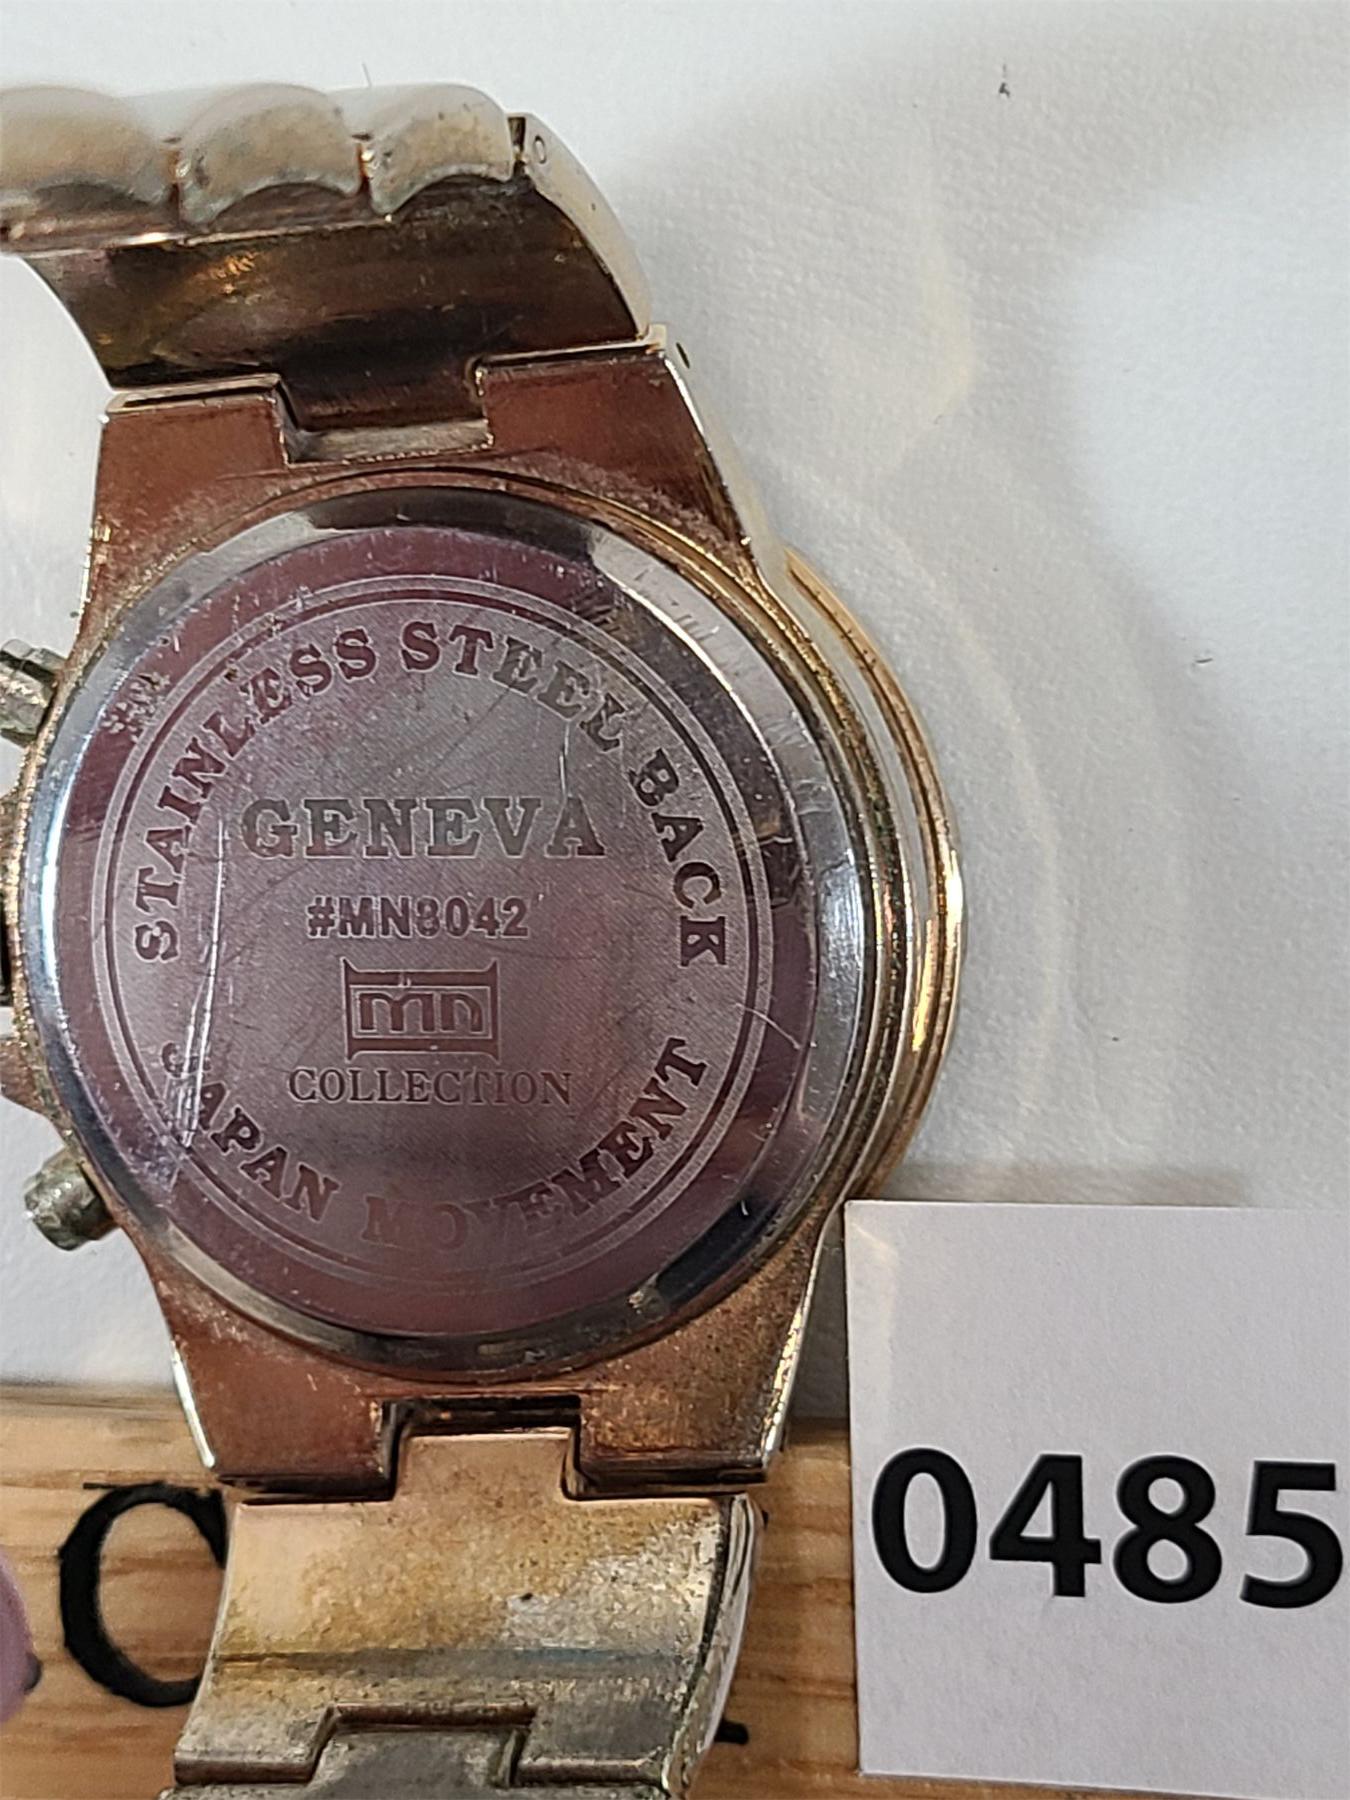 STAINLESS STEEL BACK
GENEVA
#MN8042
mn
COLLECTION
JAPAN MOVEMENT
0485
C